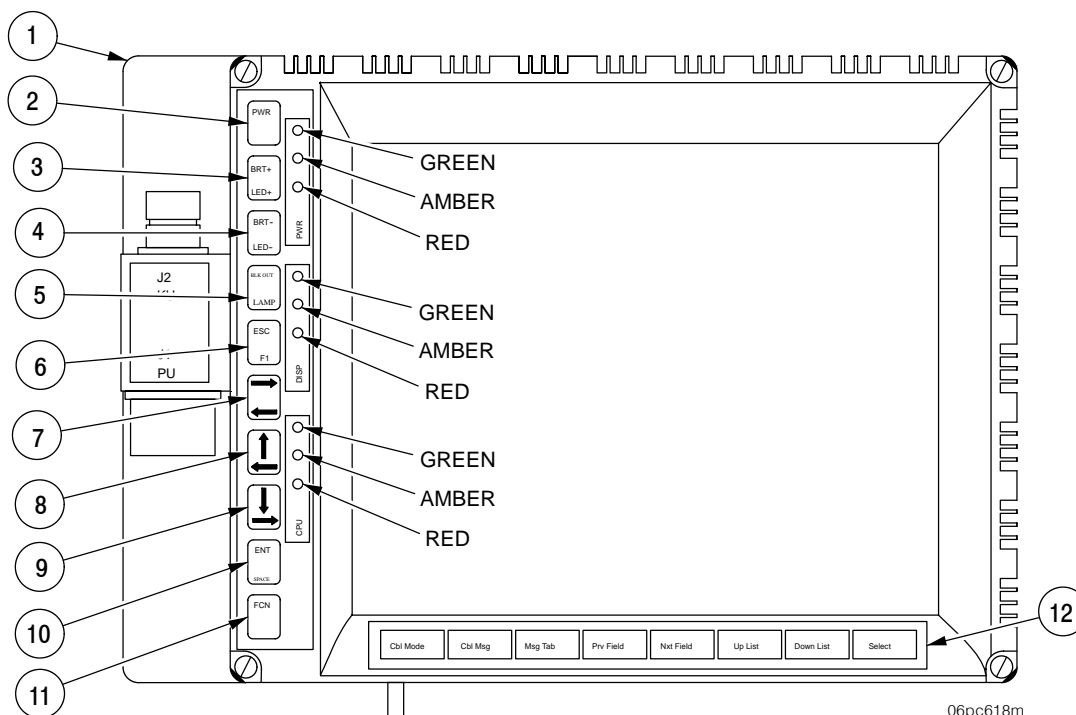 1
2
3
4
5
6
7
8
9
10
11
12
PWR
BRT+
LED+
BRT-
LED-
BLK OUT
LAMP
ESC
F1
ENT
SPACE
FCN
J2
PU
GREEN
AMBER
RED
PWR
GREEN
AMBER
RED
DISP
GREEN
AMBER
RED
CPU
Cbl Mode Cbl Msg Msg Tab Prv Field Nxt Field Up List Down List Select
06pc618m